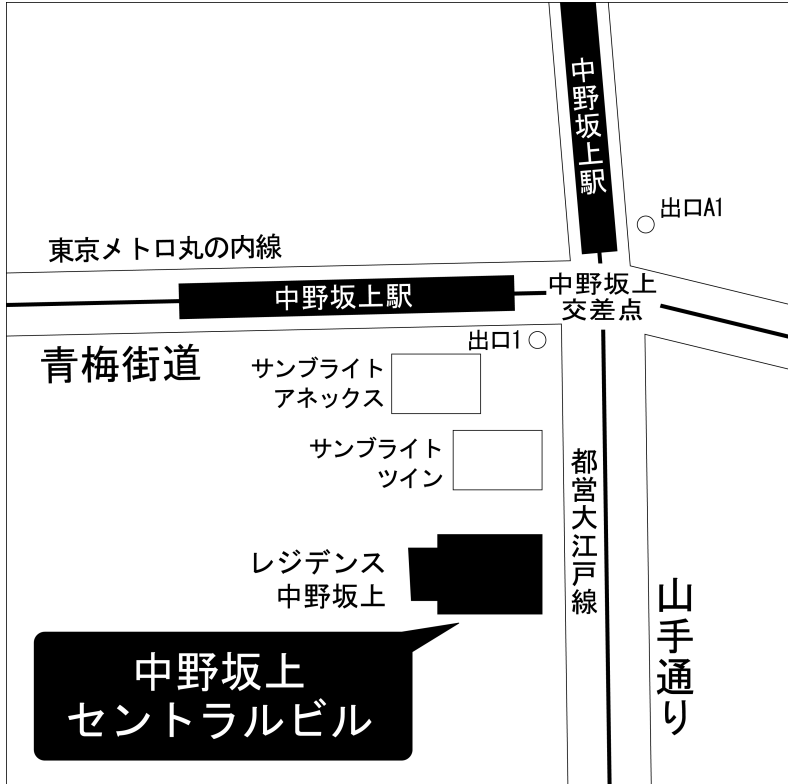 中野坂上駅
出口A1
東京メトロ丸の内線
中野坂上駅
中野坂上
交差点
出口1
青梅街道
サンブライト
アネックス
サンブライト
ツイン
都営大江戸線
レジデンス
中野坂上
山手通り
中野坂上
セントラルビル